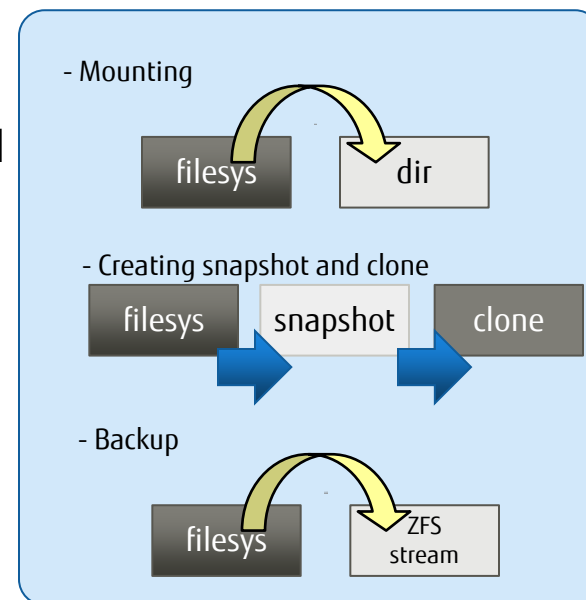 - Mounting
filesys dir
- Creating snapshot and clone
filesys snapshot clone
- Backup
filesys ZFS
stream